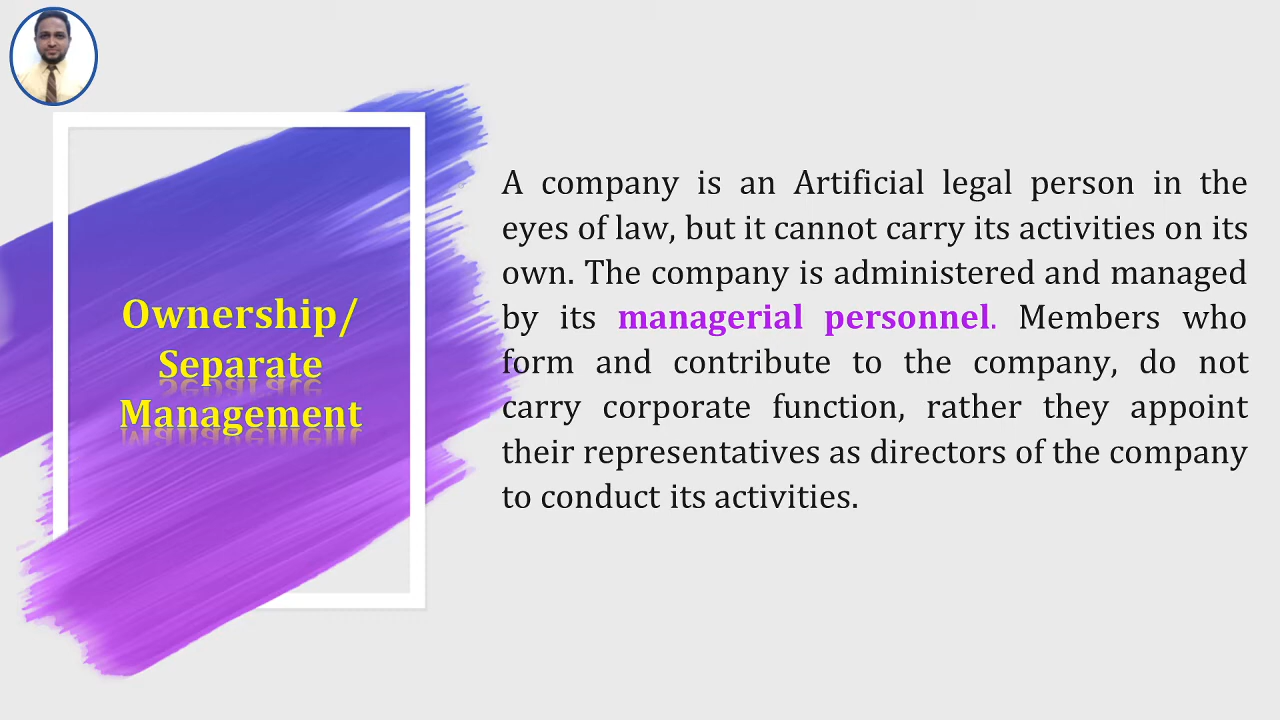 Ownership/
Separate
Management
A company is an Artificial legal person in the
eyes of law, but it cannot carry its activities on its
own. The company is administered and managed
by its managerial personnel. Members who
form and contribute to the company, do not
carry corporate function, rather they appoint
their representatives as directors of the company
to conduct its activities.